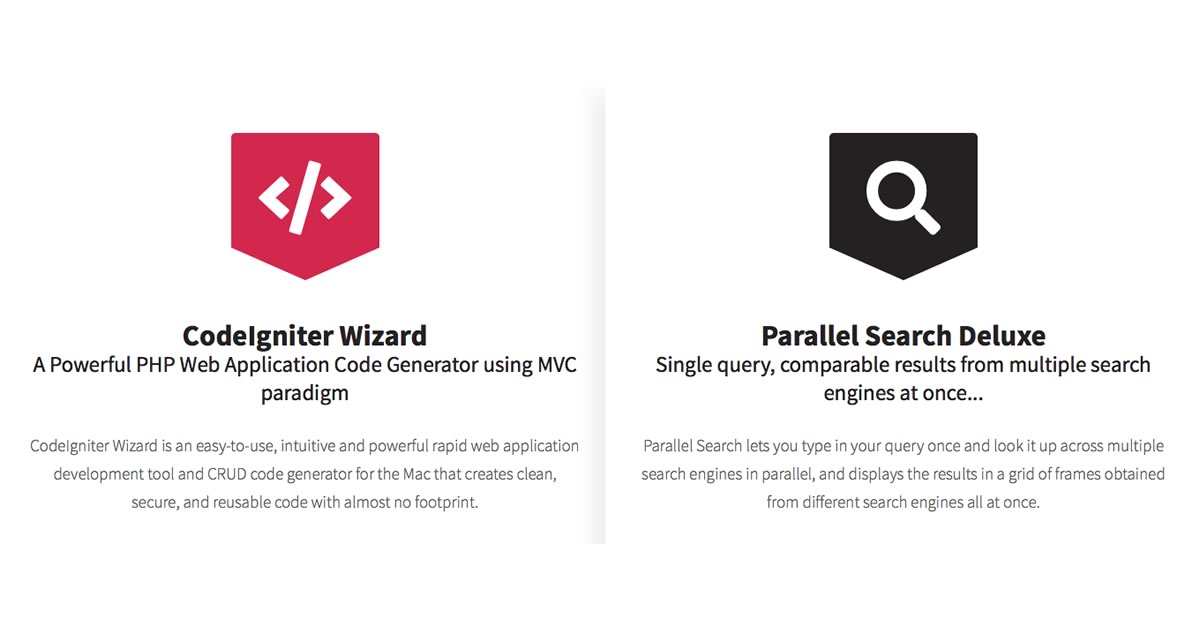 CodeIgniter Wizard
A Powerful PHP Web Application Code Generator using MVC
paradigm
CodeIgniter Wizard is an easy-to-use, intuitive and powerful rapid web application
development tool and CRUD code generator for the Mac that creates clean,
secure, and reusable code with almost no footprint.
Parallel Search Deluxe
Single query, comparable results from multiple search
engines at once...
Parallel Search lets you type in your query once and look it up across multiple
search engines in parallel, and displays the results in a grid of frames obtained
from different search engines all at once.